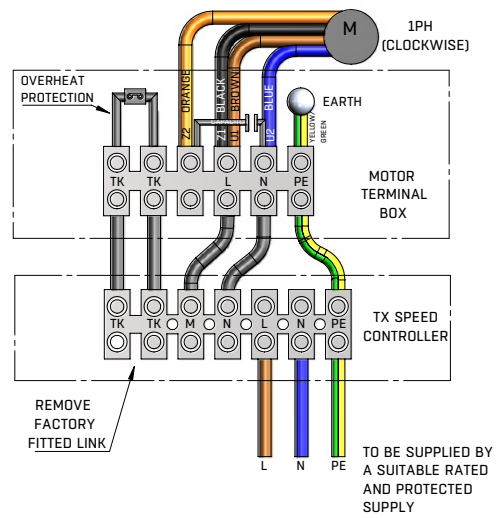 M
1PH
(CLOCKWISE)
OVERHEAT
PROTECTION
ORANGE
BLACK
BROWN
BLUE
Z2
Z1
U1
U2
EARTH
YELLOW/
GREEN
TK TK L N PE
MOTOR
TERMINAL
BOX
TK TK M N L N PE
TX SPEED
CONTROLLER
REMOVE
FACTORY
FITTED LINK
L N PE
TO BE SUPPLIED BY
A SUITABLE RATED
AND PROTECTED
SUPPLY